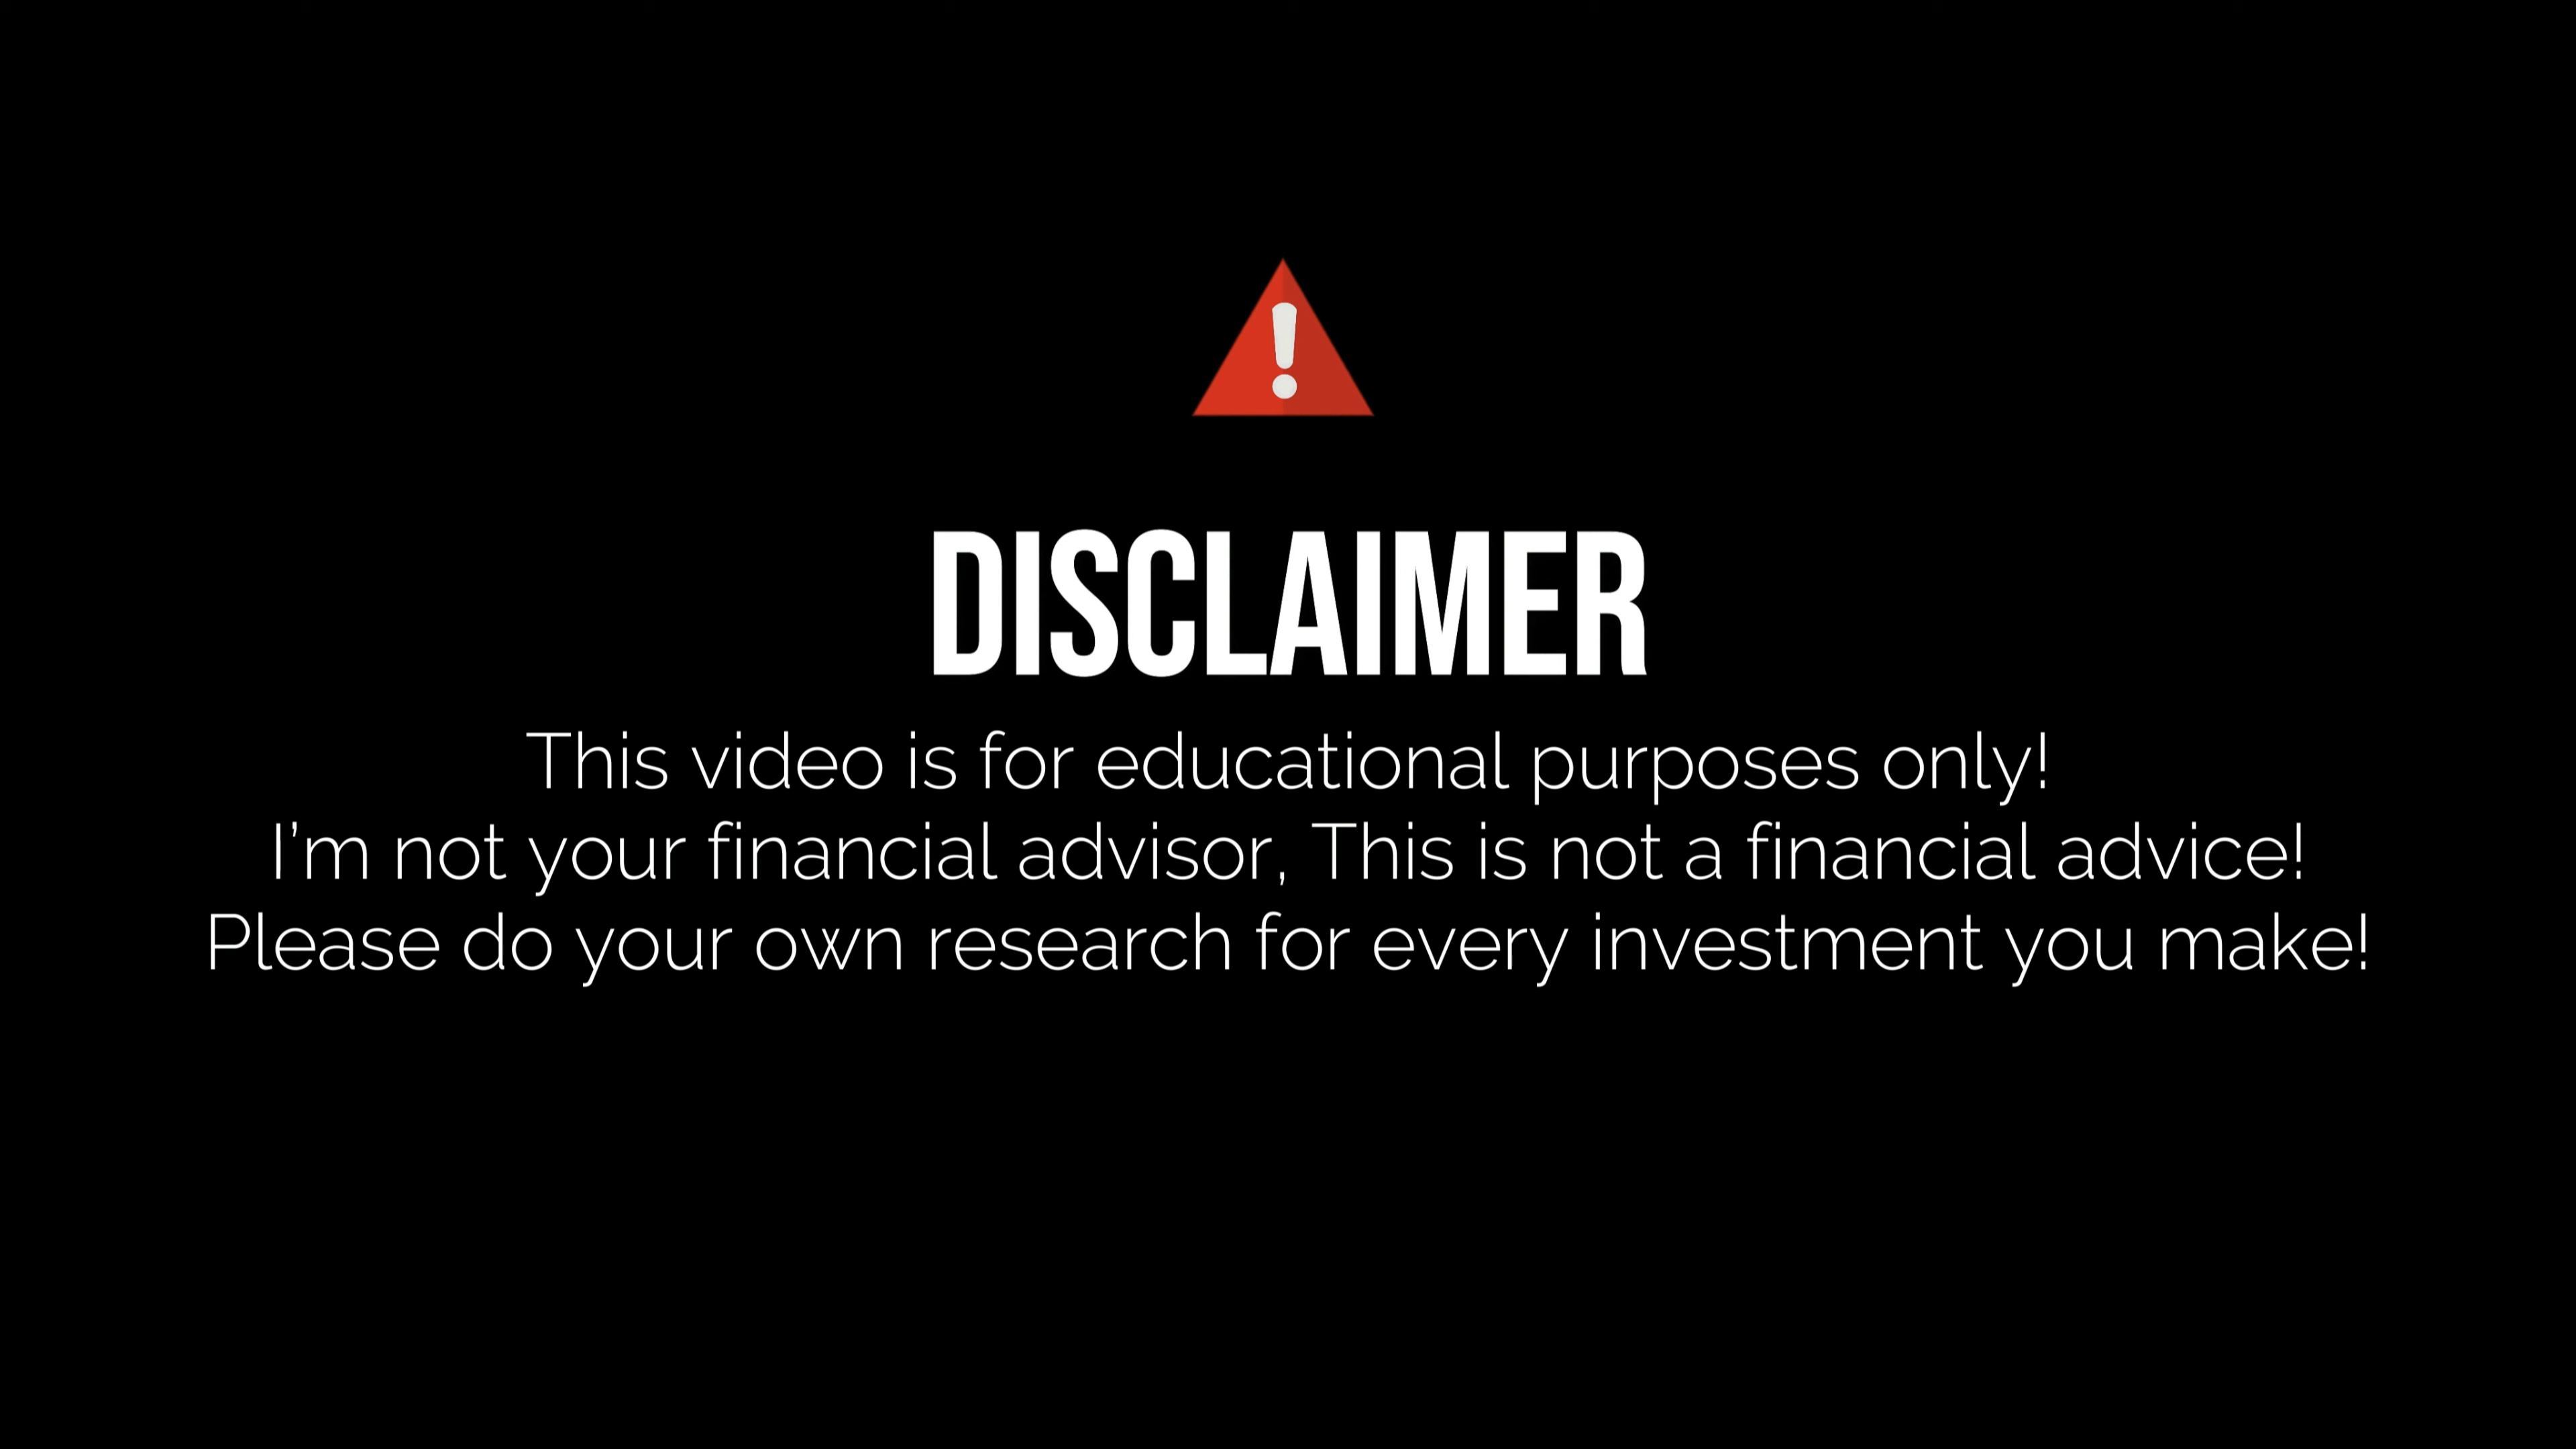 DISCLAIMER
This video is for educational purposes only!
I'm not your financial advisor, This is not a financial advice!
Please do your own research for every investment you make!